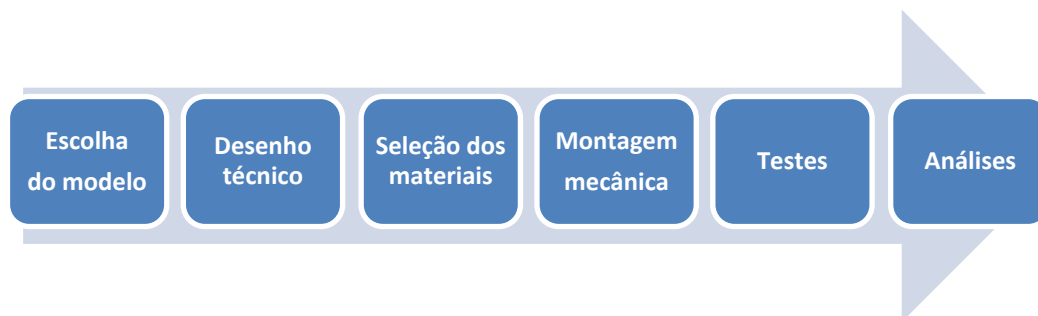 Escolha
do modelo
Desenho
técnico
Seleção dos
materiais
Montagem
mecânica
Testes
Análises